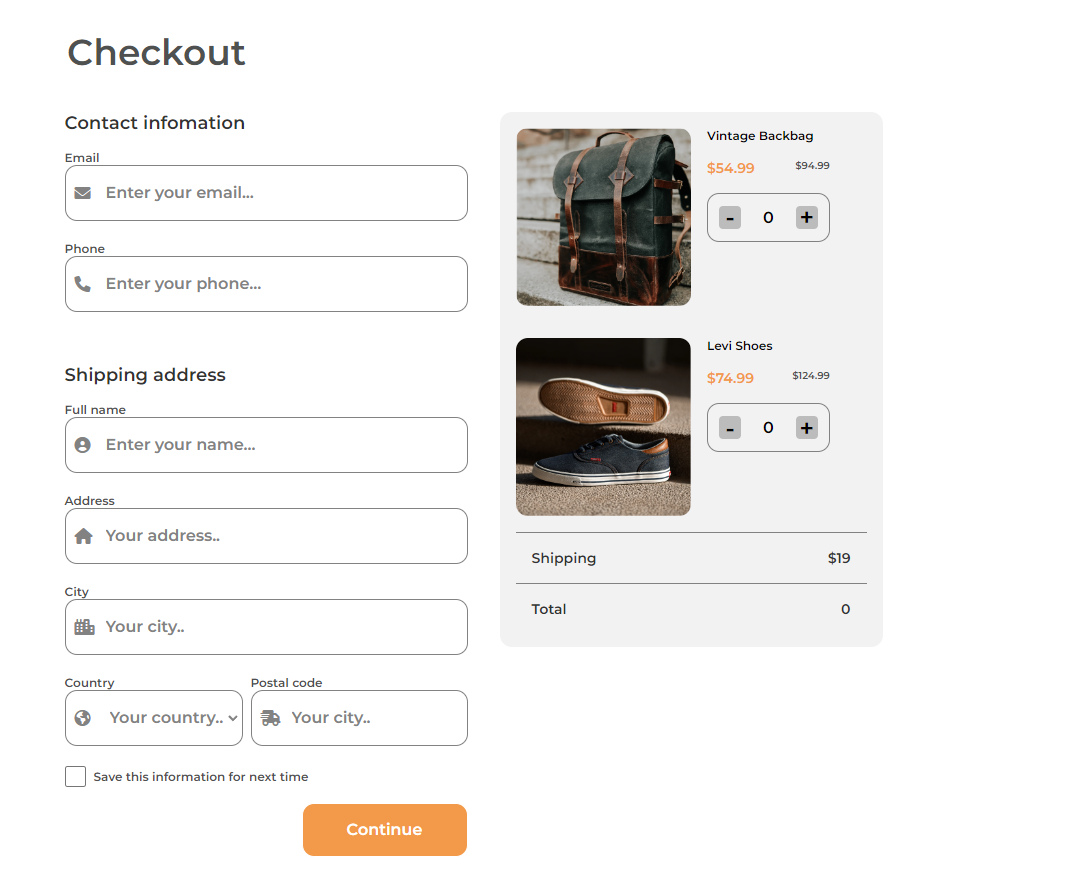 Checkout
Contact infomation
Email
Enter your email...
Phone
Enter your phone...
Shipping address
Full name
Enter your name...
Address
Your address..
City
Your city..
Country
Postal code
Your country..
Your city..
Save this information for next time
Continue
Vintage Backbag
$54.99
$94.99
- 0 +
Levi Shoes
$74.99
$124.99
- 0 +
Shipping
$19
Total
0